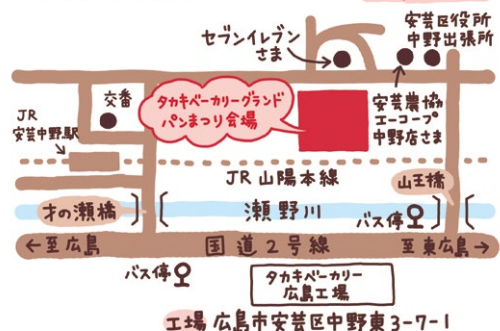 安芸区役所
中野出張所
セブンイレブン
さま
交番
タカキベーカリーグランド
パンまつり会場
安芸農協
エーコープ
中野店さま
JR
安芸中野駅
JR山陽本線
山王橋
才の瀬橋
瀬野川
バス停
←至広島
国道2号線
至東広島→
バス停
タカキベーカリー
広島工場
工場 広島市安芸区中野東3-7-1